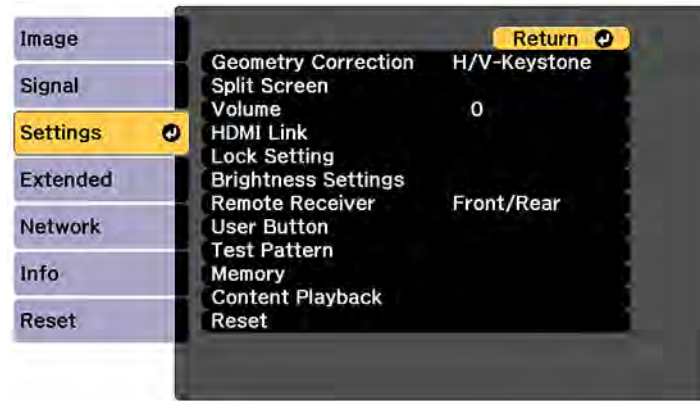 Image
Signal
Settings
Extended
Network
Info
Reset
Return
Geometry Correction H/V-Keystone
Split Screen
Volume 0
HDMI Link
Lock Setting
Brightness Settings
Remote Receiver Front/Rear
User Button
Test Pattern
Memory
Content Playback
Reset